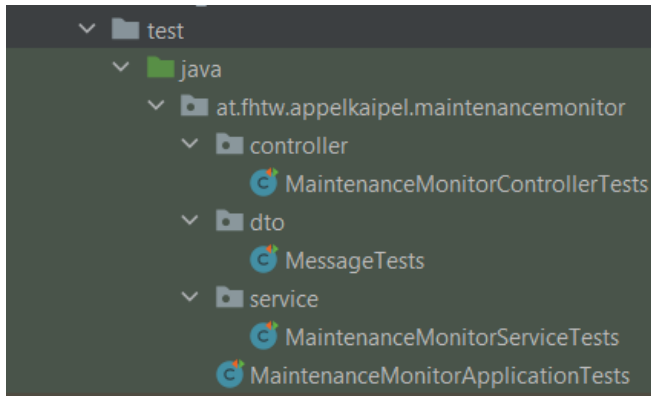 test
java
at.fhtw.appelkaipel.maintenancemonitor
controller
MaintenanceMonitorControllerTests
dto
MessageTests
service
MaintenanceMonitorServiceTests
MaintenanceMonitorApplicationTests